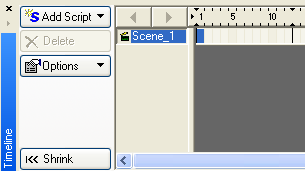 Add Script
Delete
Options
Shrink
Timeline
1 5 10
Scene_1